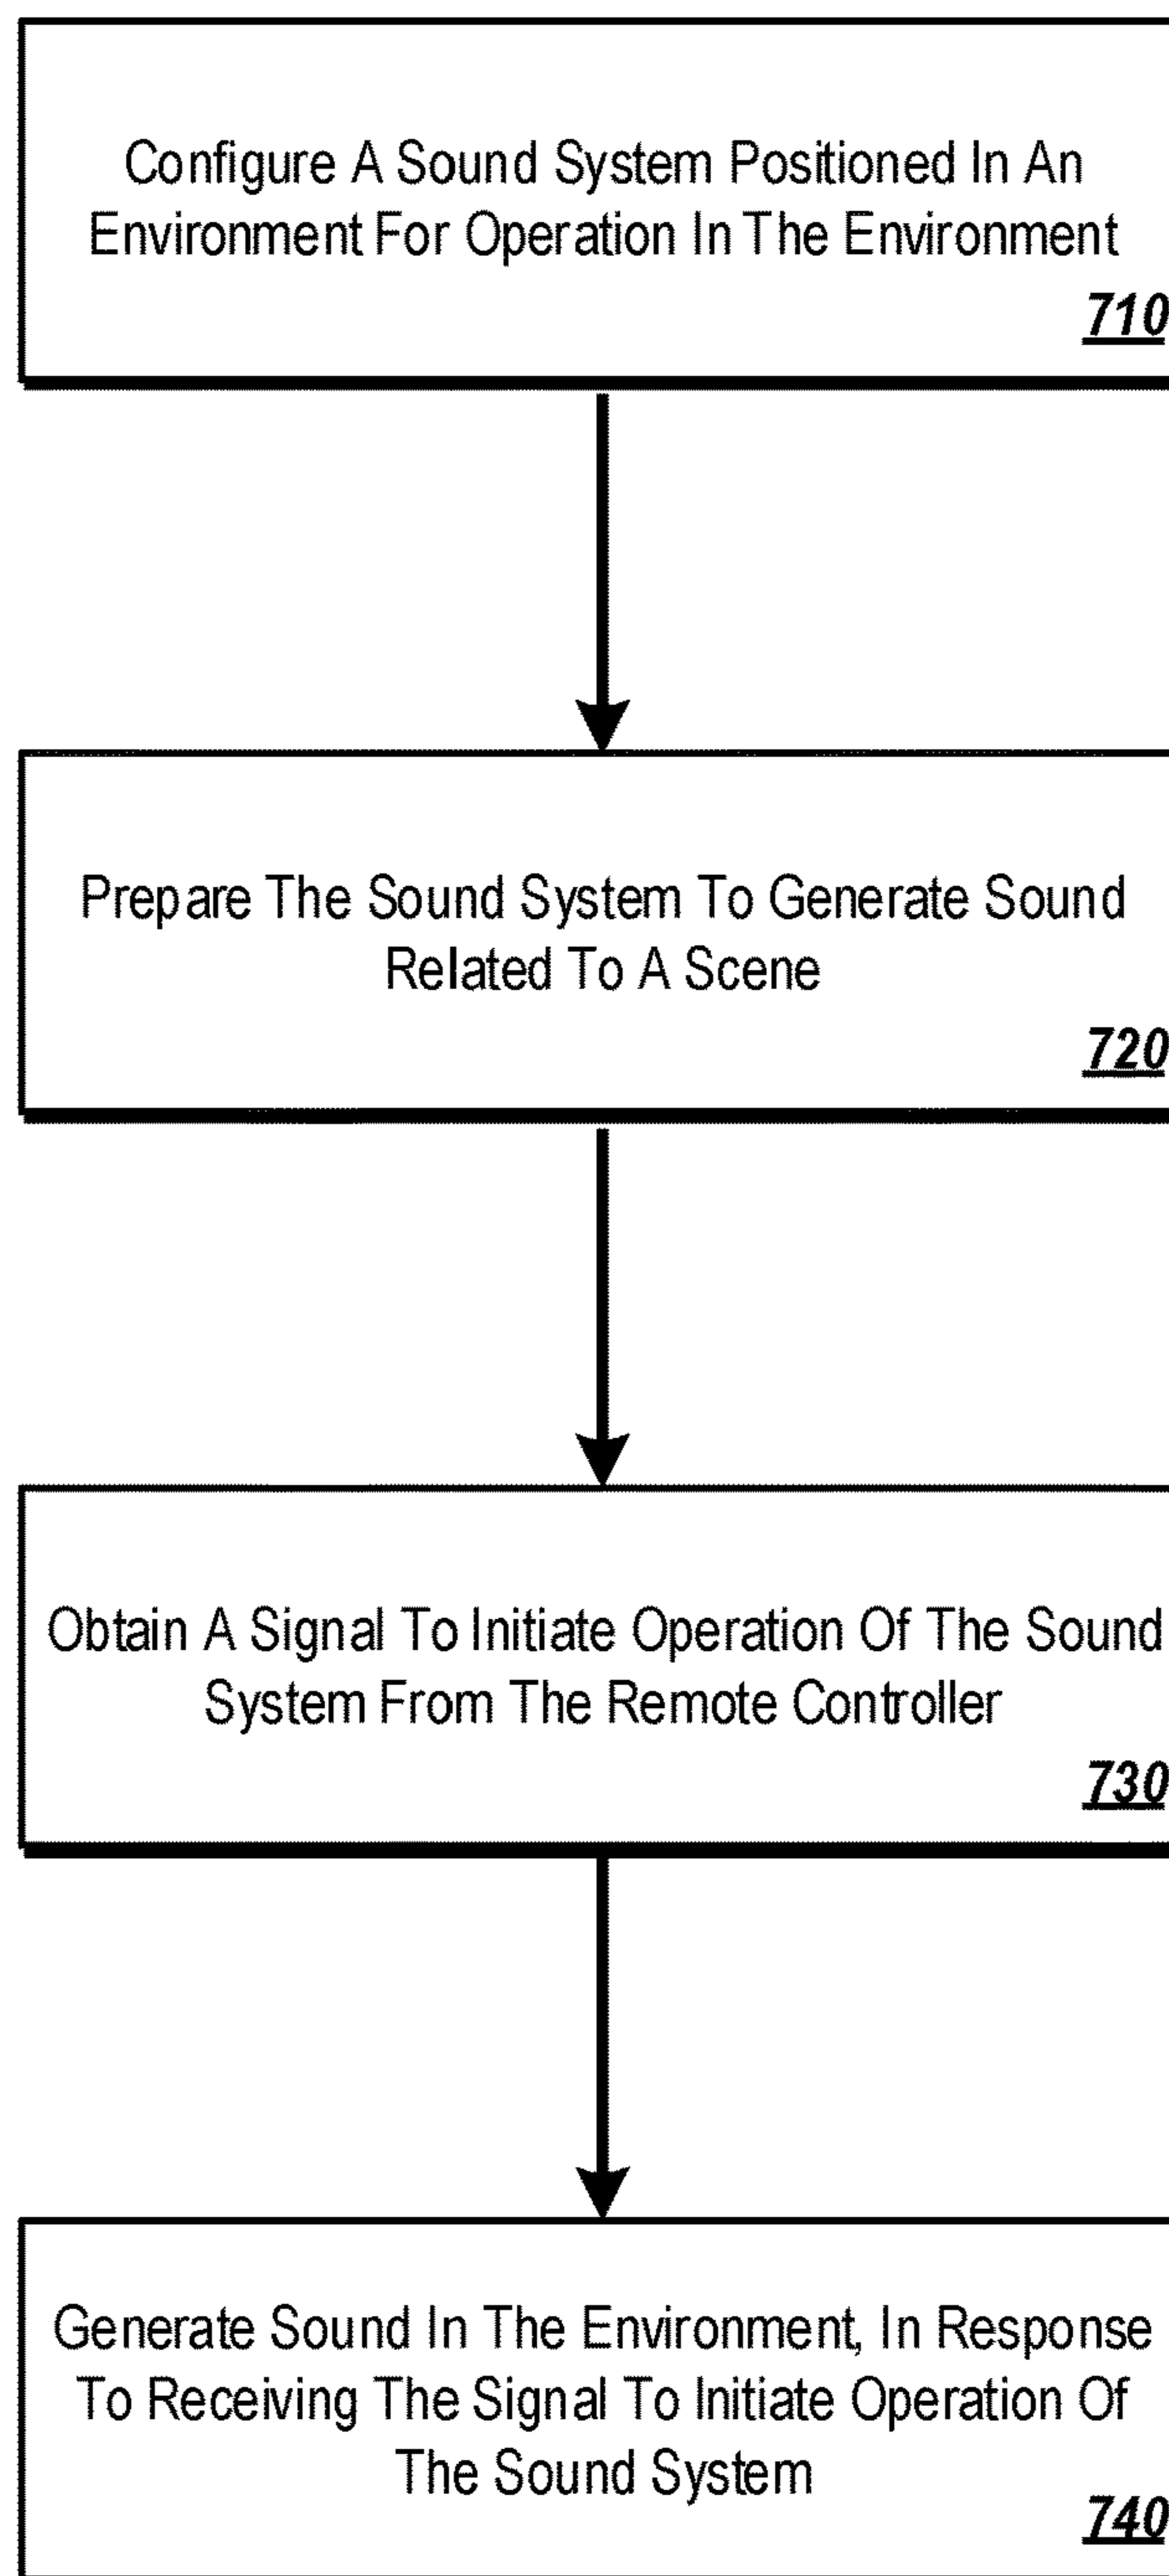 Configure A Sound System Positioned In An
Environment For Operation In The Environment
710
Prepare The Sound System To Generate Sound
Related To A Scene
720
Obtain A Signal To Initiate Operation Of The Sound
System From The Remote Controller
730
Generate Sound In The Environment, In Response
To Receiving The Signal To Initiate Operation Of
The Sound System
740